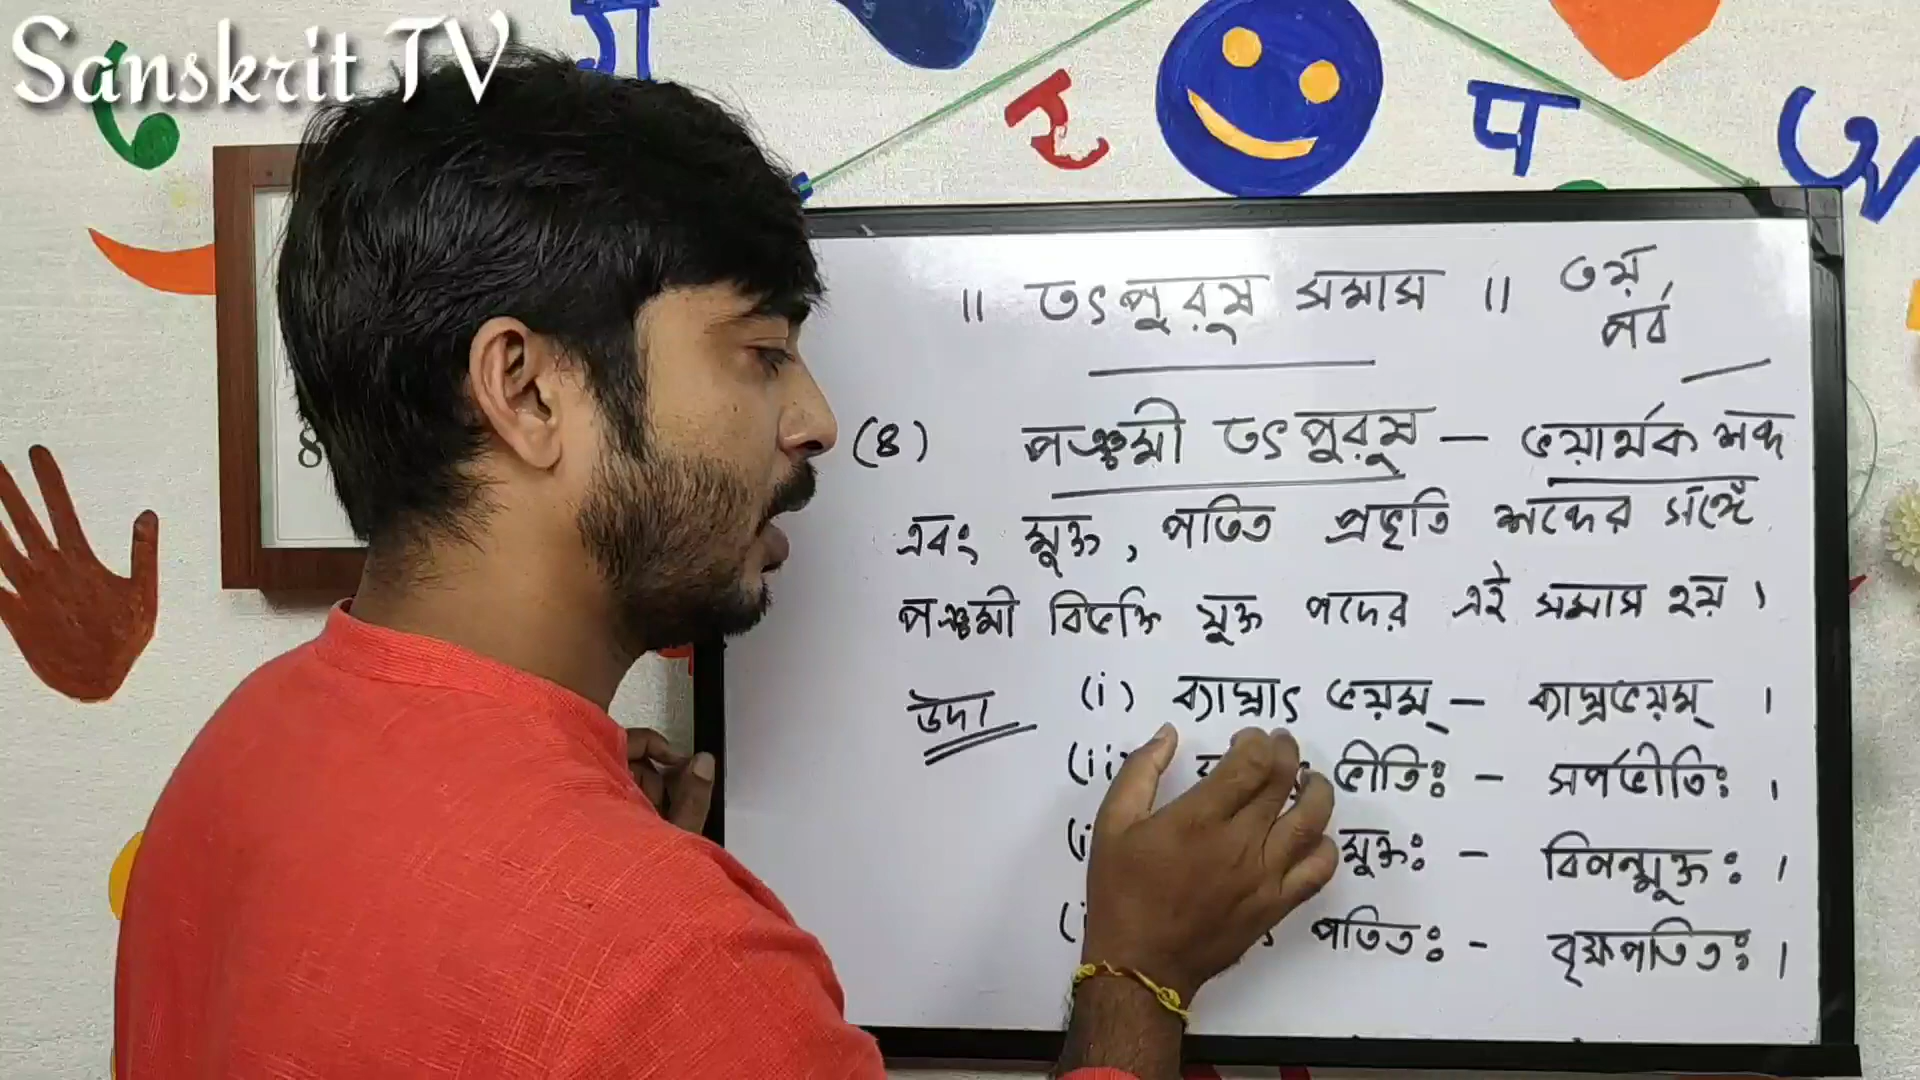 Sanskrit TV
॥ তৎপুরুষ সমাস ॥ ৩য় পর্ব
(৪) পঞ্চমী তৎপুরুষ — ভয়ার্থক শব্দ
এবং মুক্ত, পতিত প্রভৃতি শব্দের সঙ্গে
পঞ্চমী বিভক্তি যুক্ত পদের এই সমাস হয় ।
উদা (i) ব্যাঘ্রাৎ ভয়ম্ — ব্যাঘ্রভয়ম্ ।
ভীতিঃ - সর্পভীতিঃ ।
মুক্তঃ - বিপন্মুক্তঃ ।
পতিতঃ - বৃক্ষপতিতঃ ।
গ
ह
प
অ
8